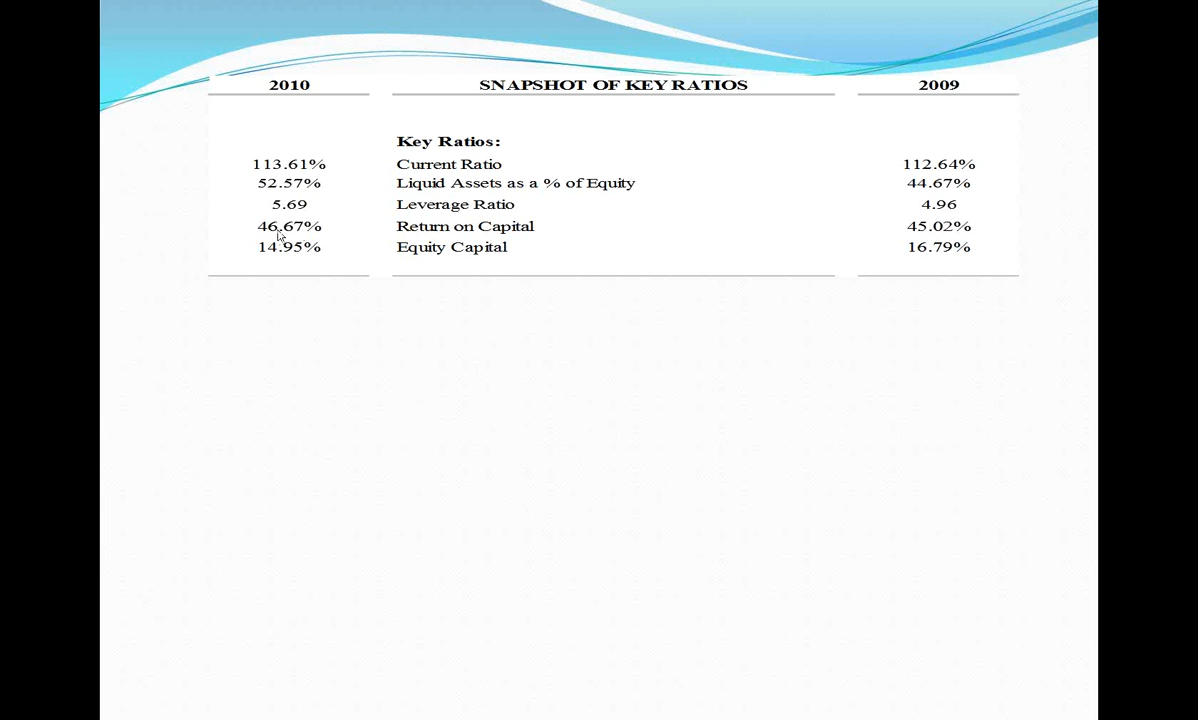 2010 SNAPSHOT OF KEY RATIOS 2009
Key Ratios:
113.61% Current Ratio 112.64%
52.57% Liquid Assets as a % of Equity 44.67%
5.69 Leverage Ratio 4.96
46.67% Return on Capital 45.02%
14.95% Equity Capital 16.79%